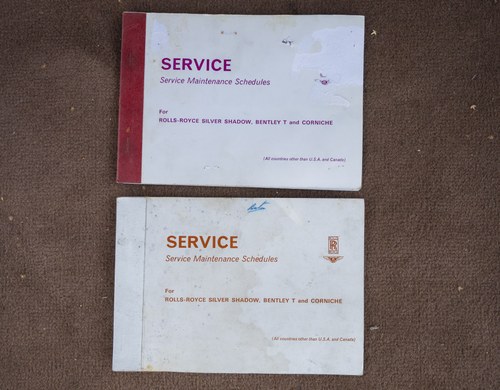 SERVICE
Service Maintenance Schedules
For
ROLLS-ROYCE SILVER SHADOW, BENTLEY T and CORNICHE
(All countries other than U.S.A. and Canada)
SERVICE
Service Maintenance Schedules
For
ROLLS-ROYCE SILVER SHADOW, BENTLEY T and CORNICHE
(All countries other than U.S.A. and Canada)